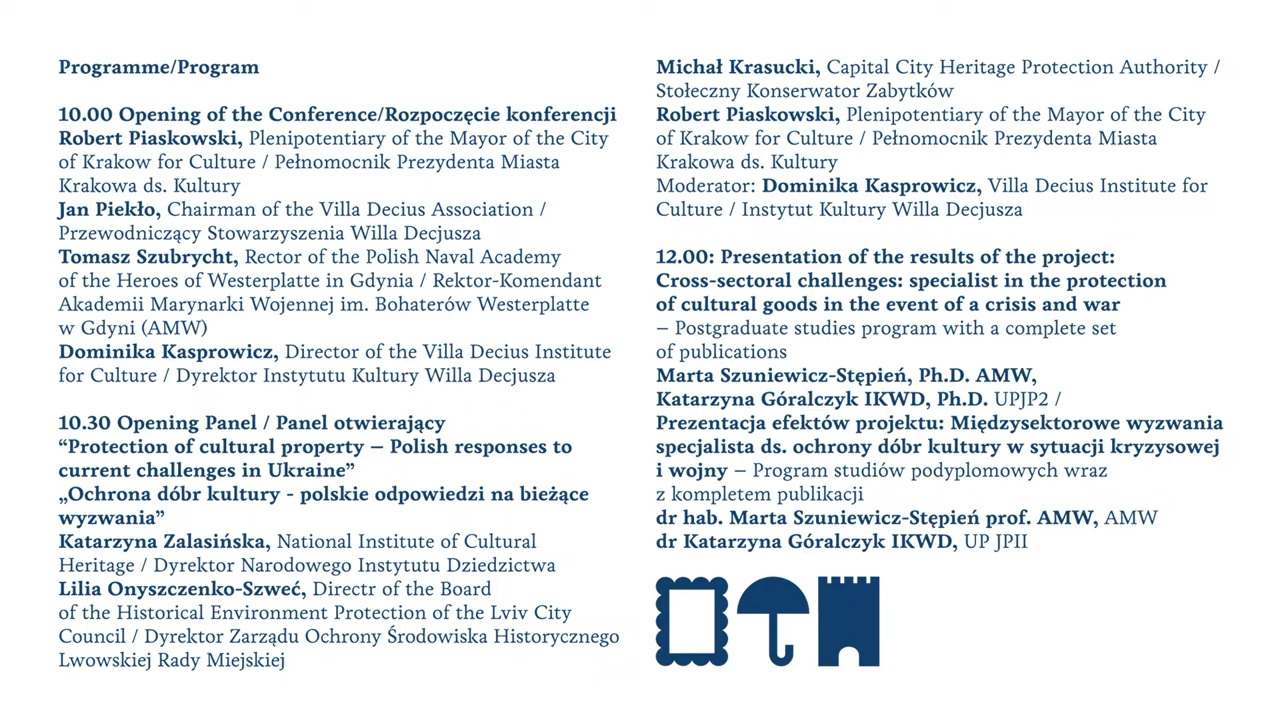 Programme/Program
10.00 Opening of the Conference/Rozpoczęcie konferencji
Robert Piaskowski, Plenipotentiary of the Mayor of the City
of Krakow for Culture / Pełnomocnik Prezydenta Miasta
Krakowa ds. Kultury
Jan Piekło, Chairman of the Villa Decius Association /
Przewodniczący Stowarzyszenia Willa Decjusza
Tomasz Szubrycht, Rector of the Polish Naval Academy
of the Heroes of Westerplatte in Gdynia / Rektor-Komendant
Akademii Marynarki Wojennej im. Bohaterów Westerplatte
w Gdyni (AMW)
Dominika Kasprowicz, Director of the Villa Decius Institute
for Culture / Dyrektor Instytutu Kultury Willa Decjusza
10.30 Opening Panel / Panel otwierający
“Protection of cultural property – Polish responses to
current challenges in Ukraine”
„Ochrona dóbr kultury - polskie odpowiedzi na bieżące
wyzwania”
Katarzyna Zalasińska, National Institute of Cultural
Heritage / Dyrektor Narodowego Instytutu Dziedzictwa
Lilia Onyszczenko-Szweć, Directr of the Board
of the Historical Environment Protection of the Lviv City
Council / Dyrektor Zarządu Ochrony Środowiska Historycznego
Lwowskiej Rady Miejskiej
Michał Krasucki, Capital City Heritage Protection Authority /
Stołeczny Konserwator Zabytków
Robert Piaskowski, Plenipotentiary of the Mayor of the City
of Krakow for Culture / Pełnomocnik Prezydenta Miasta
Krakowa ds. Kultury
Moderator: Dominika Kasprowicz, Villa Decius Institute for
Culture / Instytut Kultury Willa Decjusza
12.00: Presentation of the results of the project:
Cross-sectoral challenges: specialist in the protection
of cultural goods in the event of a crisis and war
– Postgraduate studies program with a complete set
of publications
Marta Szuniewicz-Stępień, Ph.D. AMW,
Katarzyna Góralczyk IKWD, Ph.D. UPJP2 /
Prezentacja efektów projektu: Międzysektorowe wyzwania
specjalista ds. ochrony dóbr kultury w sytuacji kryzysowej
i wojny – Program studiów podyplomowych wraz
z kompletem publikacji
dr hab. Marta Szuniewicz-Stępień prof. AMW, AMW
dr Katarzyna Góralczyk IKWD, UP JPII